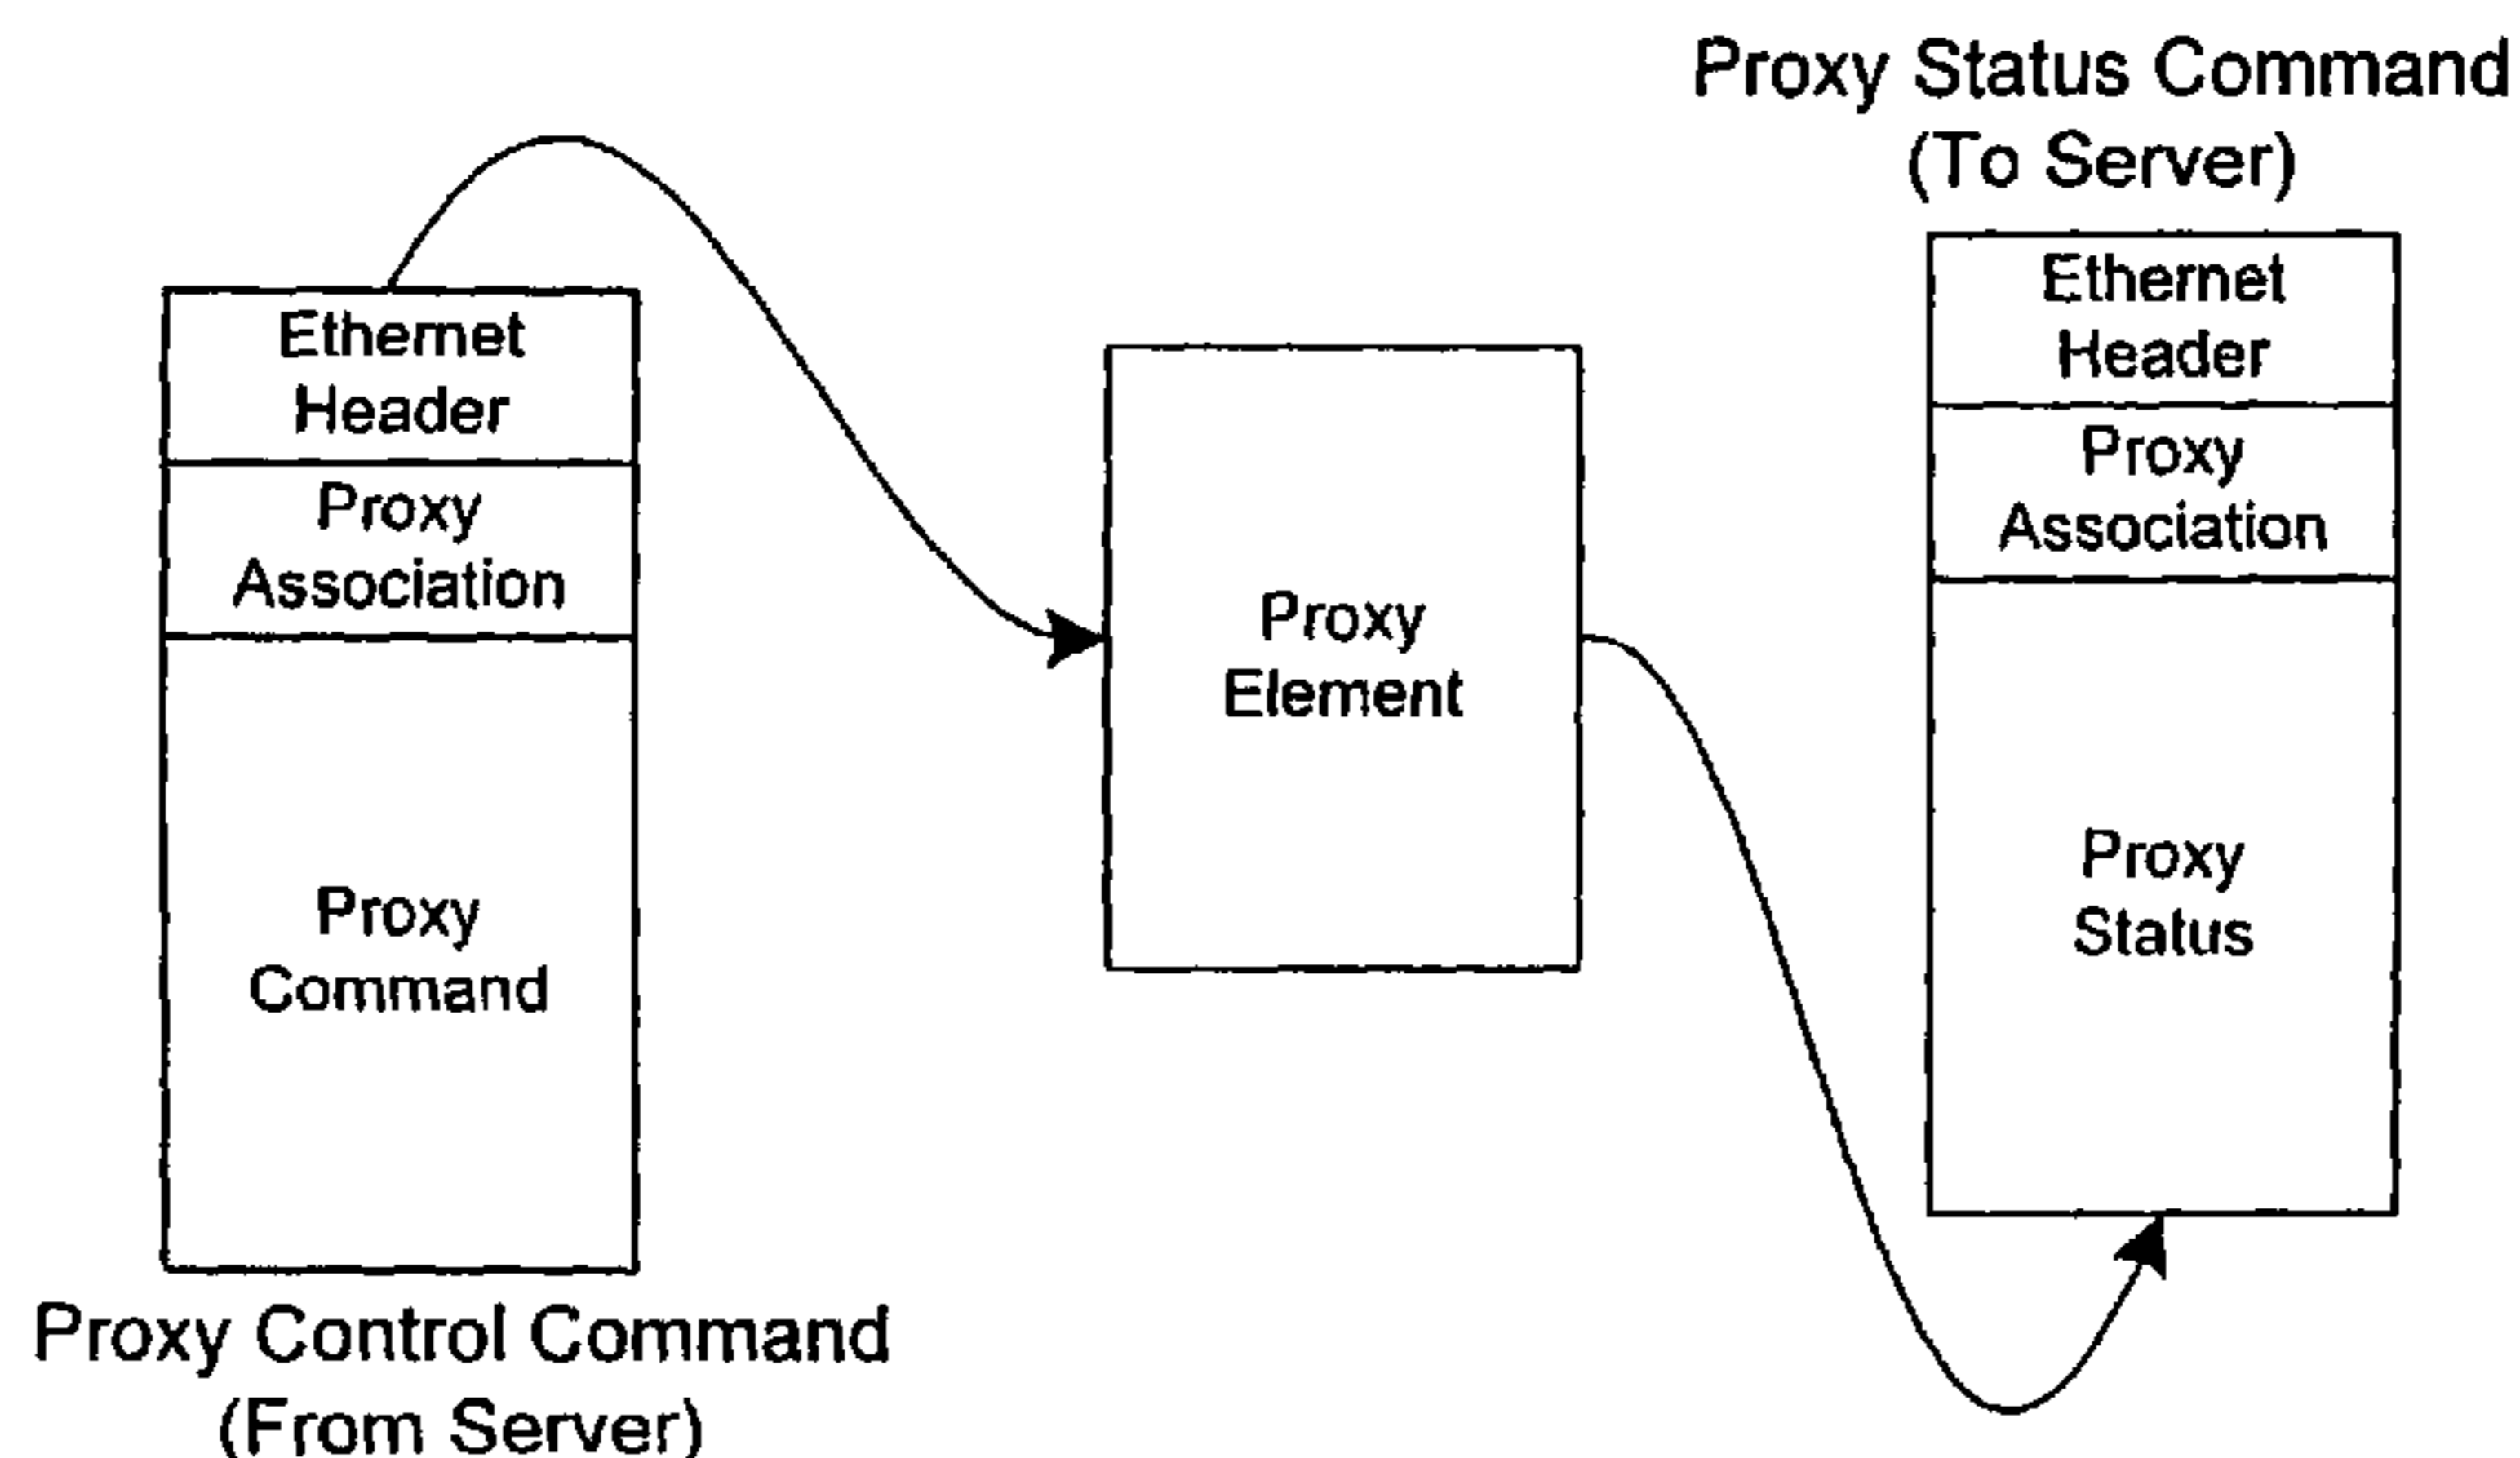 Ethernet
Header
Proxy
Association
Proxy
Command
Proxy Control Command
(From Server)
Proxy
Element
Proxy Status Command
(To Server)
Ethernet
Header
Proxy
Association
Proxy
Status